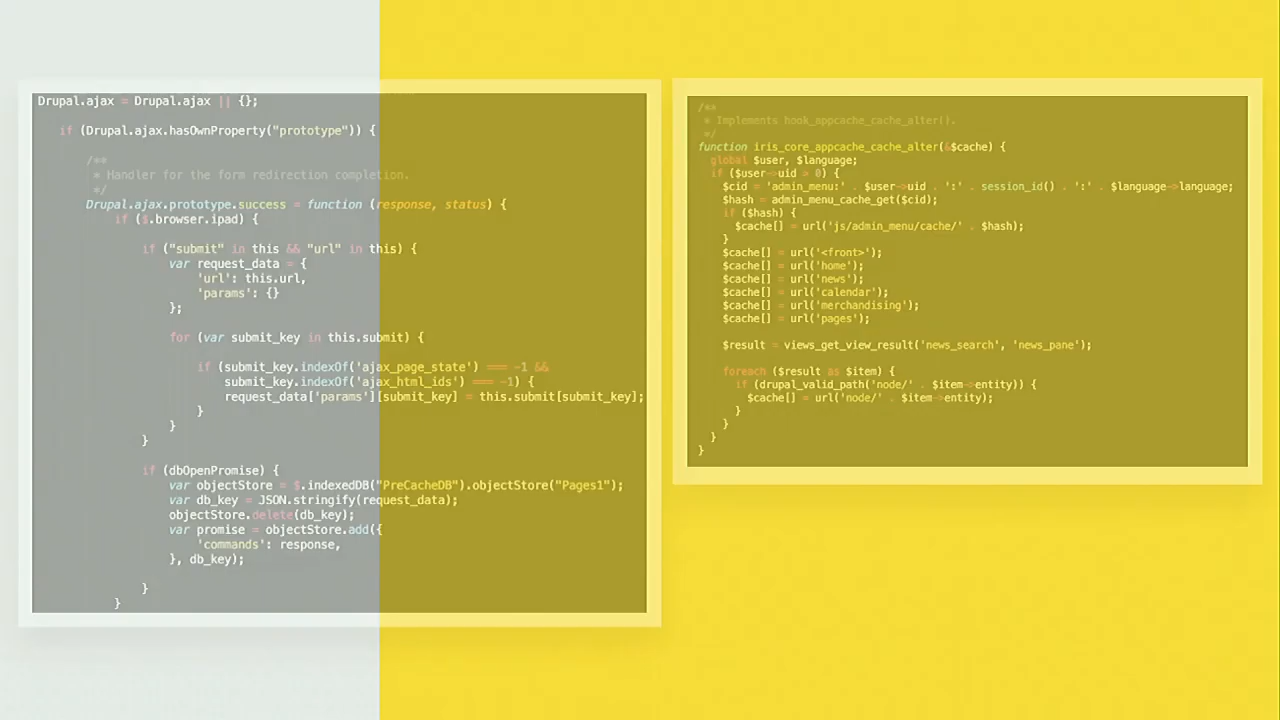 Drupal.ajax = Drupal.ajax || {};
if (Drupal.ajax.hasOwnProperty("prototype")) {
/**
* Handler for the form redirection completion.
*/
Drupal.ajax.prototype.success = function (response, status) {
if ($.browser.ipad) {
if ("submit" in this && "url" in this) {
var request_data = {
'url': this.url,
'params': {}
};
for (var submit_key in this.submit) {
if (submit_key.indexOf('ajax_page_state') === -1 &&
submit_key.indexOf('ajax_html_ids') === -1) {
request_data['params'][submit_key] = this.submit[submit_key];
}
}
}
if (dbOpenPromise) {
var objectStore = $.indexedDB("PreCacheDB").objectStore("Pages1");
var db_key = JSON.stringify(request_data);
objectStore.delete(db_key);
var promise = objectStore.add({
'commands': response,
}, db_key);
}
}
/**
* Implements hook_appcache_cache_alter().
*/
function iris_core_appcache_cache_alter(&$cache) {
global $user, $language;
if ($user->uid > 0) {
$cid = 'admin_menu:' . $user->uid . ':' . session_id() . ':' . $language->language;
$hash = admin_menu_cache_get($cid);
if ($hash) {
$cache[] = url('js/admin_menu/cache/' . $hash);
}
$cache[] = url('<front>');
$cache[] = url('home');
$cache[] = url('news');
$cache[] = url('calendar');
$cache[] = url('merchandising');
$cache[] = url('pages');
$result = views_get_view_result('news_search', 'news_pane');
foreach ($result as $item) {
if (drupal_valid_path('node/' . $item->entity)) {
$cache[] = url('node/' . $item->entity);
}
}
}
}